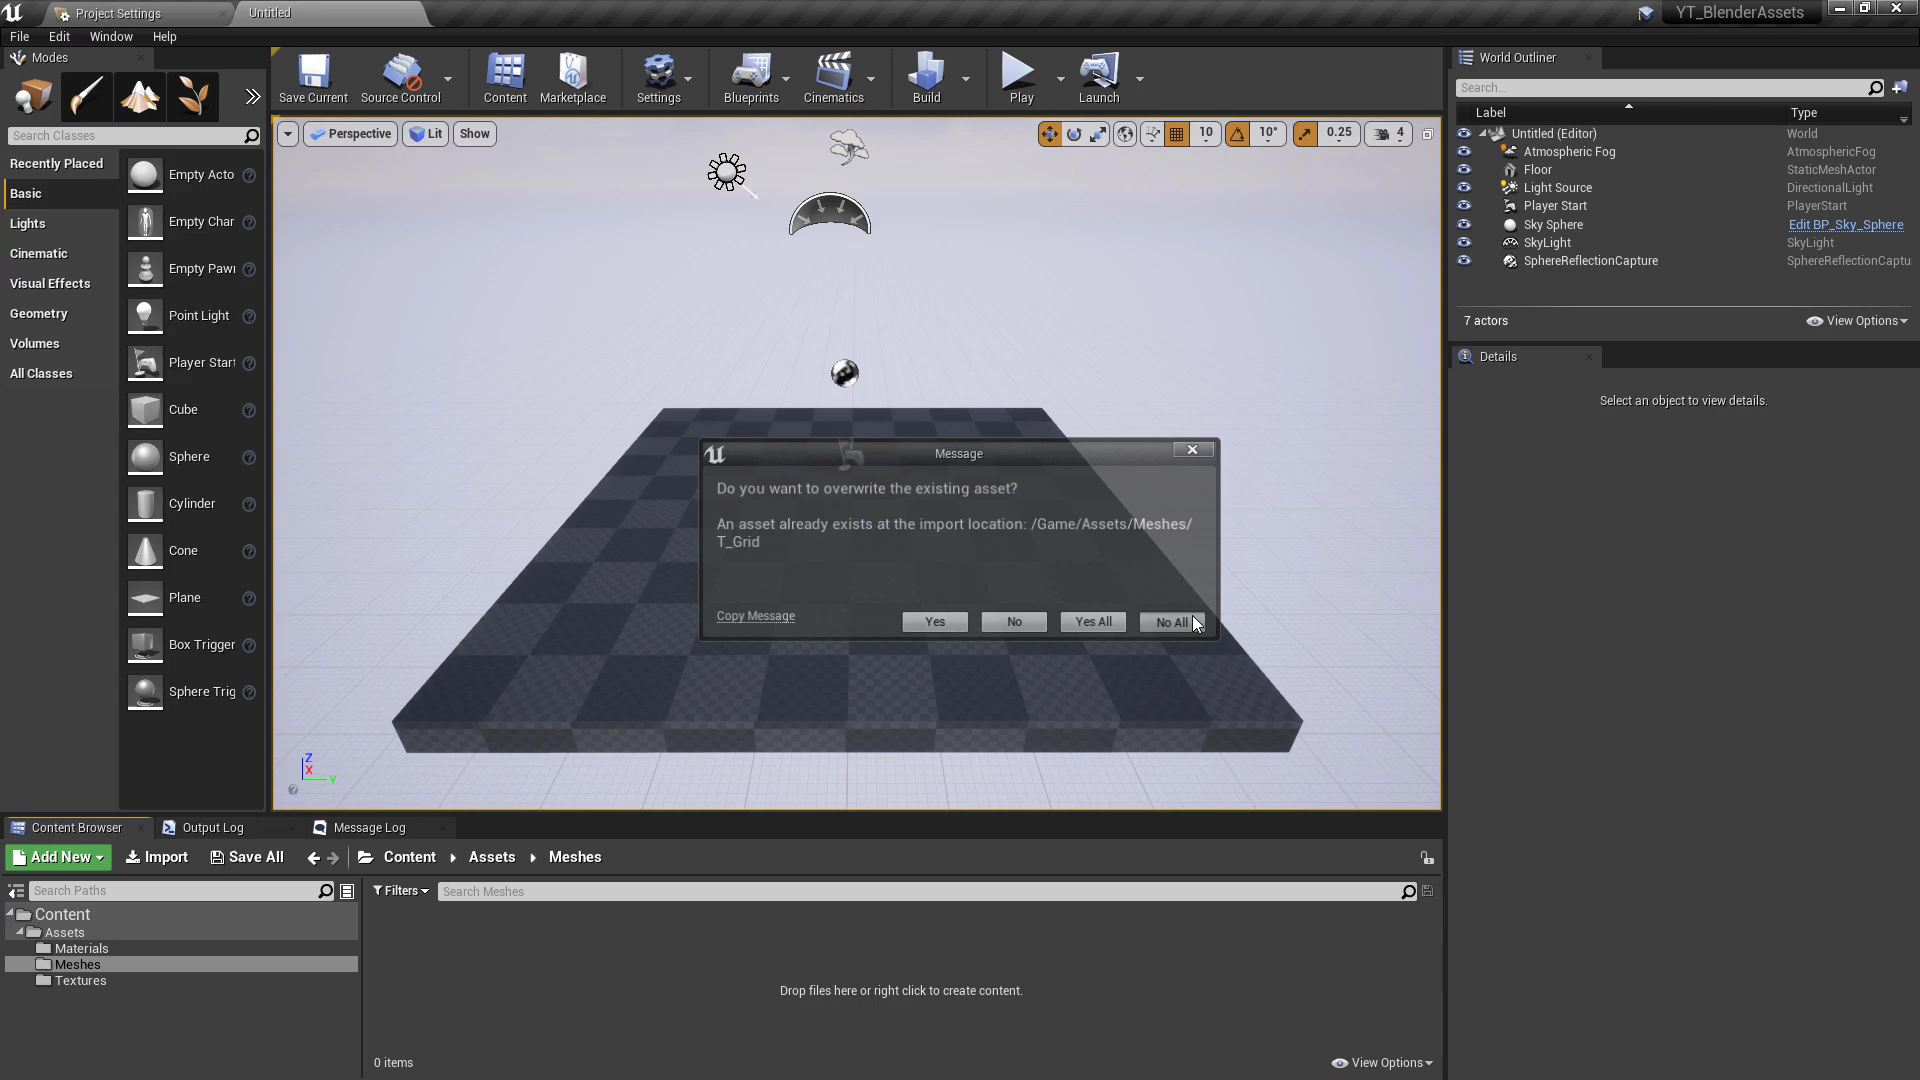 Project Settings
Untitled
YT_BlenderAssets
File Edit Window Help
Modes
Search Classes
Recently Placed
Basic
Lights
Cinematic
Visual Effects
Geometry
Volumes
All Classes
Empty Acto
Empty Char
Empty Pawn
Point Light
Player Start
Cube
Sphere
Cylinder
Cone
Plane
Box Trigger
Sphere Trig
Save Current
Source Control
Content
Marketplace
Settings
Blueprints
Cinematics
Build
Play
Launch
Perspective
Lit
Show
10
10°
0.25
4
Z
X
Y
Message
Do you want to overwrite the existing asset?
An asset already exists at the import location: /Game/Assets/Meshes/
T_Grid
Copy Message
Yes
No
Yes All
No All
World Outliner
Search...
Label Type
Untitled (Editor) World
Atmospheric Fog AtmosphericFog
Floor StaticMeshActor
Light Source DirectionalLight
Player Start PlayerStart
Sky Sphere Edit BP_Sky_Sphere
SkyLight SkyLight
SphereReflectionCapture SphereReflectionCaptu
7 actors
View Options
Details
Select an object to view details.
Content Browser
Output Log
Message Log
Add New
Import
Save All
Content
Assets
Meshes
Search Paths
Filters
Search Meshes
Content
Assets
Materials
Meshes
Textures
Drop files here or right click to create content.
0 items
View Options